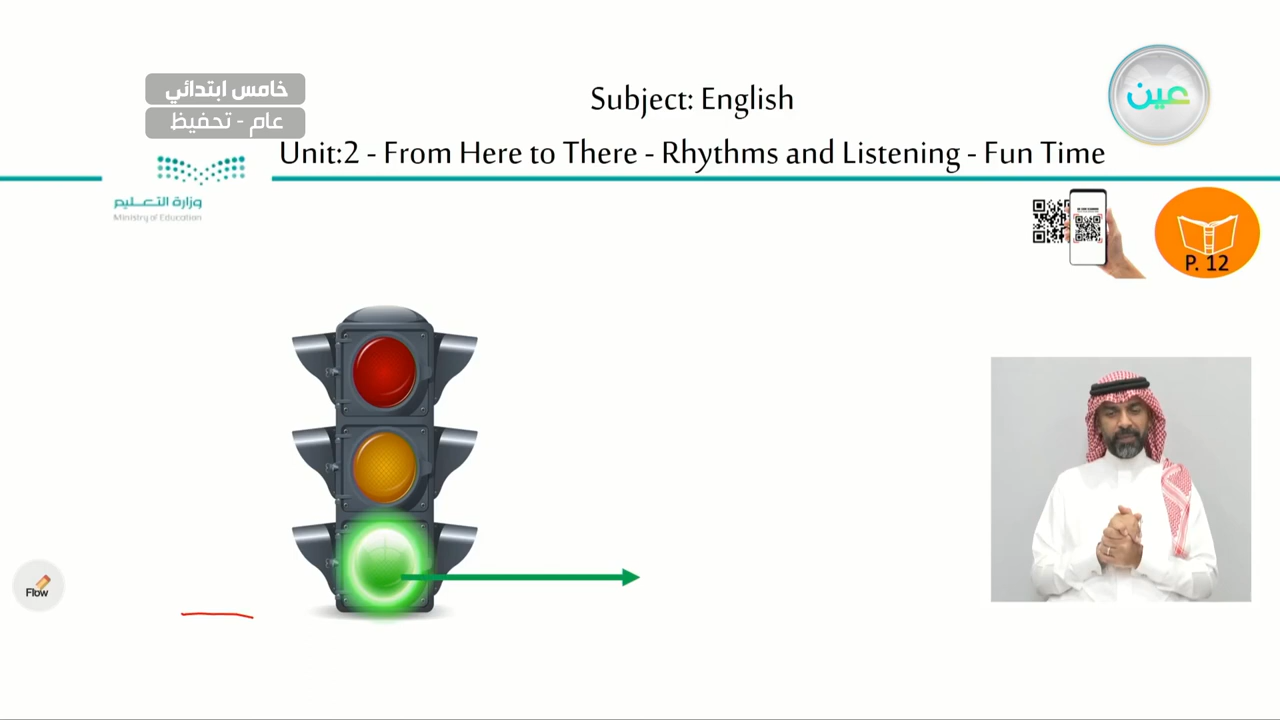 خامس ابتدائي
عام - تحفيظ
Subject: English
عين
Unit:2 - From Here to There - Rhythms and Listening - Fun Time
وزارة التعليم
Ministry of Education
P. 12
Flow